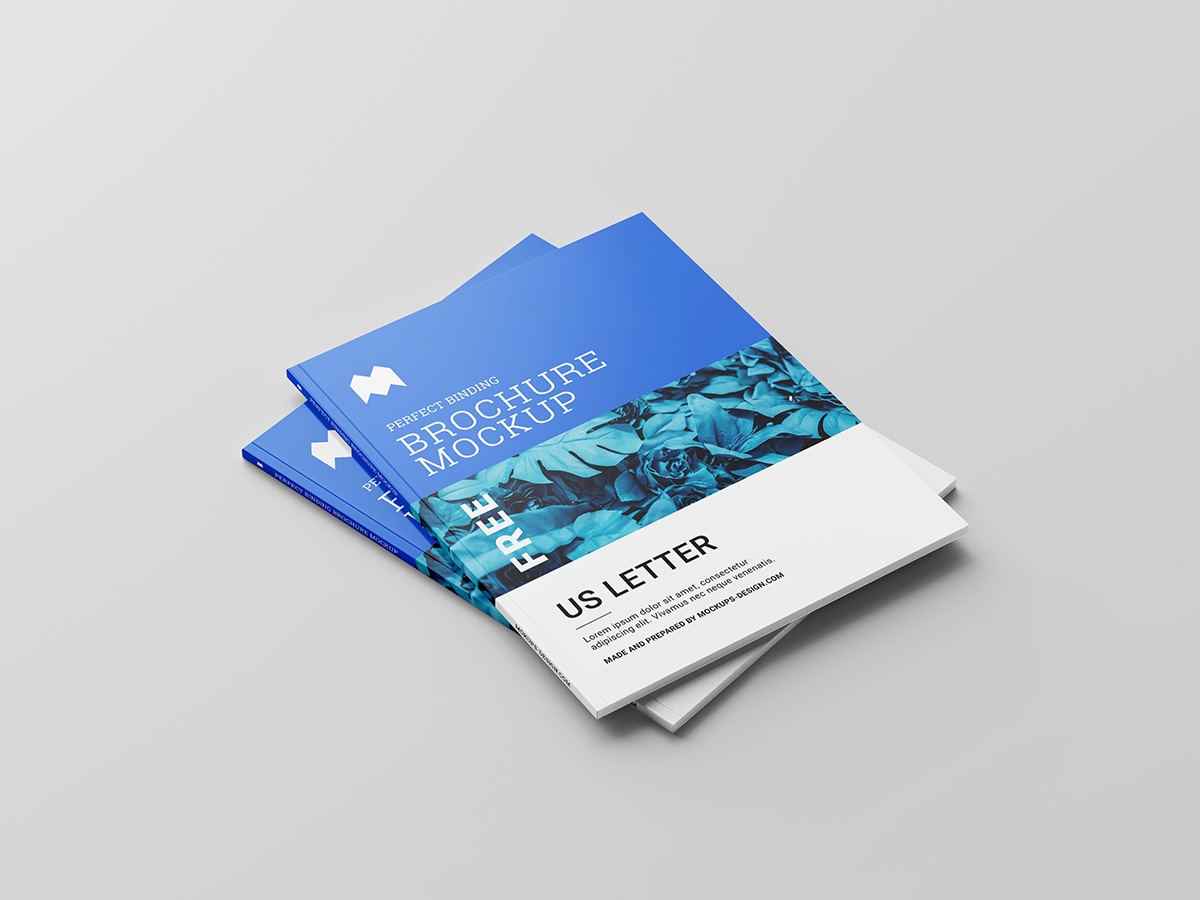 PERFECT BINDING
BROCHURE
MOCKUP
FREE
US LETTER
Lorem ipsum dolor sit amet, consectetur
adipiscing elit. Vivamus nec neque venenatis.
MADE AND PREPARED BY MOCKUPS-DESIGN.COM
MOCKUPS-DESIGN.COM
PERFECT BINDING BROCHURE MOCKUP